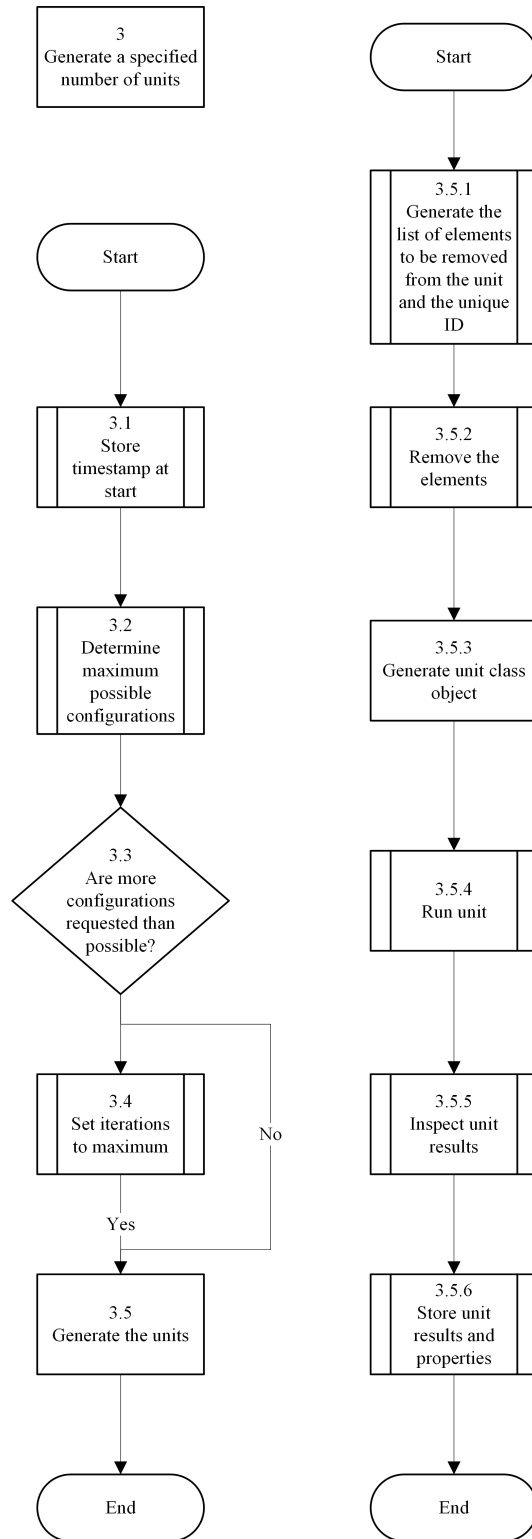 3
Generate a specified
number of units
Start
3.1
Store
timestamp at
start
3.2
Determine
maximum
possible
configurations
3.3
Are more
configurations
requested than
possible?
3.4
Set iterations
to maximum
No
Yes
3.5
Generate the units
End
Start
3.5.1
Generate the
list of elements
to be removed
from the unit
and the unique
ID
3.5.2
Remove the
elements
3.5.3
Generate unit class
object
3.5.4
Run unit
3.5.5
Inspect unit
results
3.5.6
Store unit
results and
properties
End